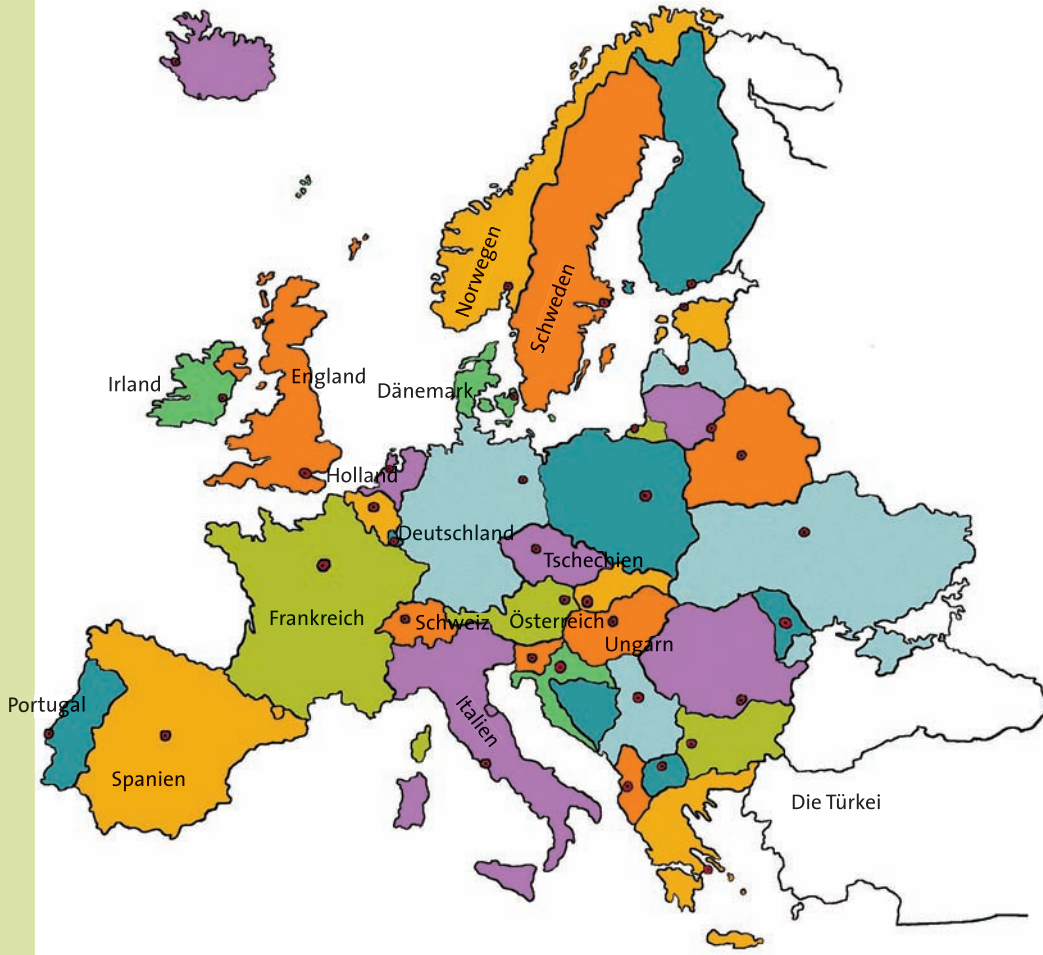 Norwegen
Schweden
Irland
England
Dänemark
Holland
Deutschland
Tschechien
Frankreich
Schweiz
Österreich
Ungarn
Portugal
Italien
Spanien
Die Türkei